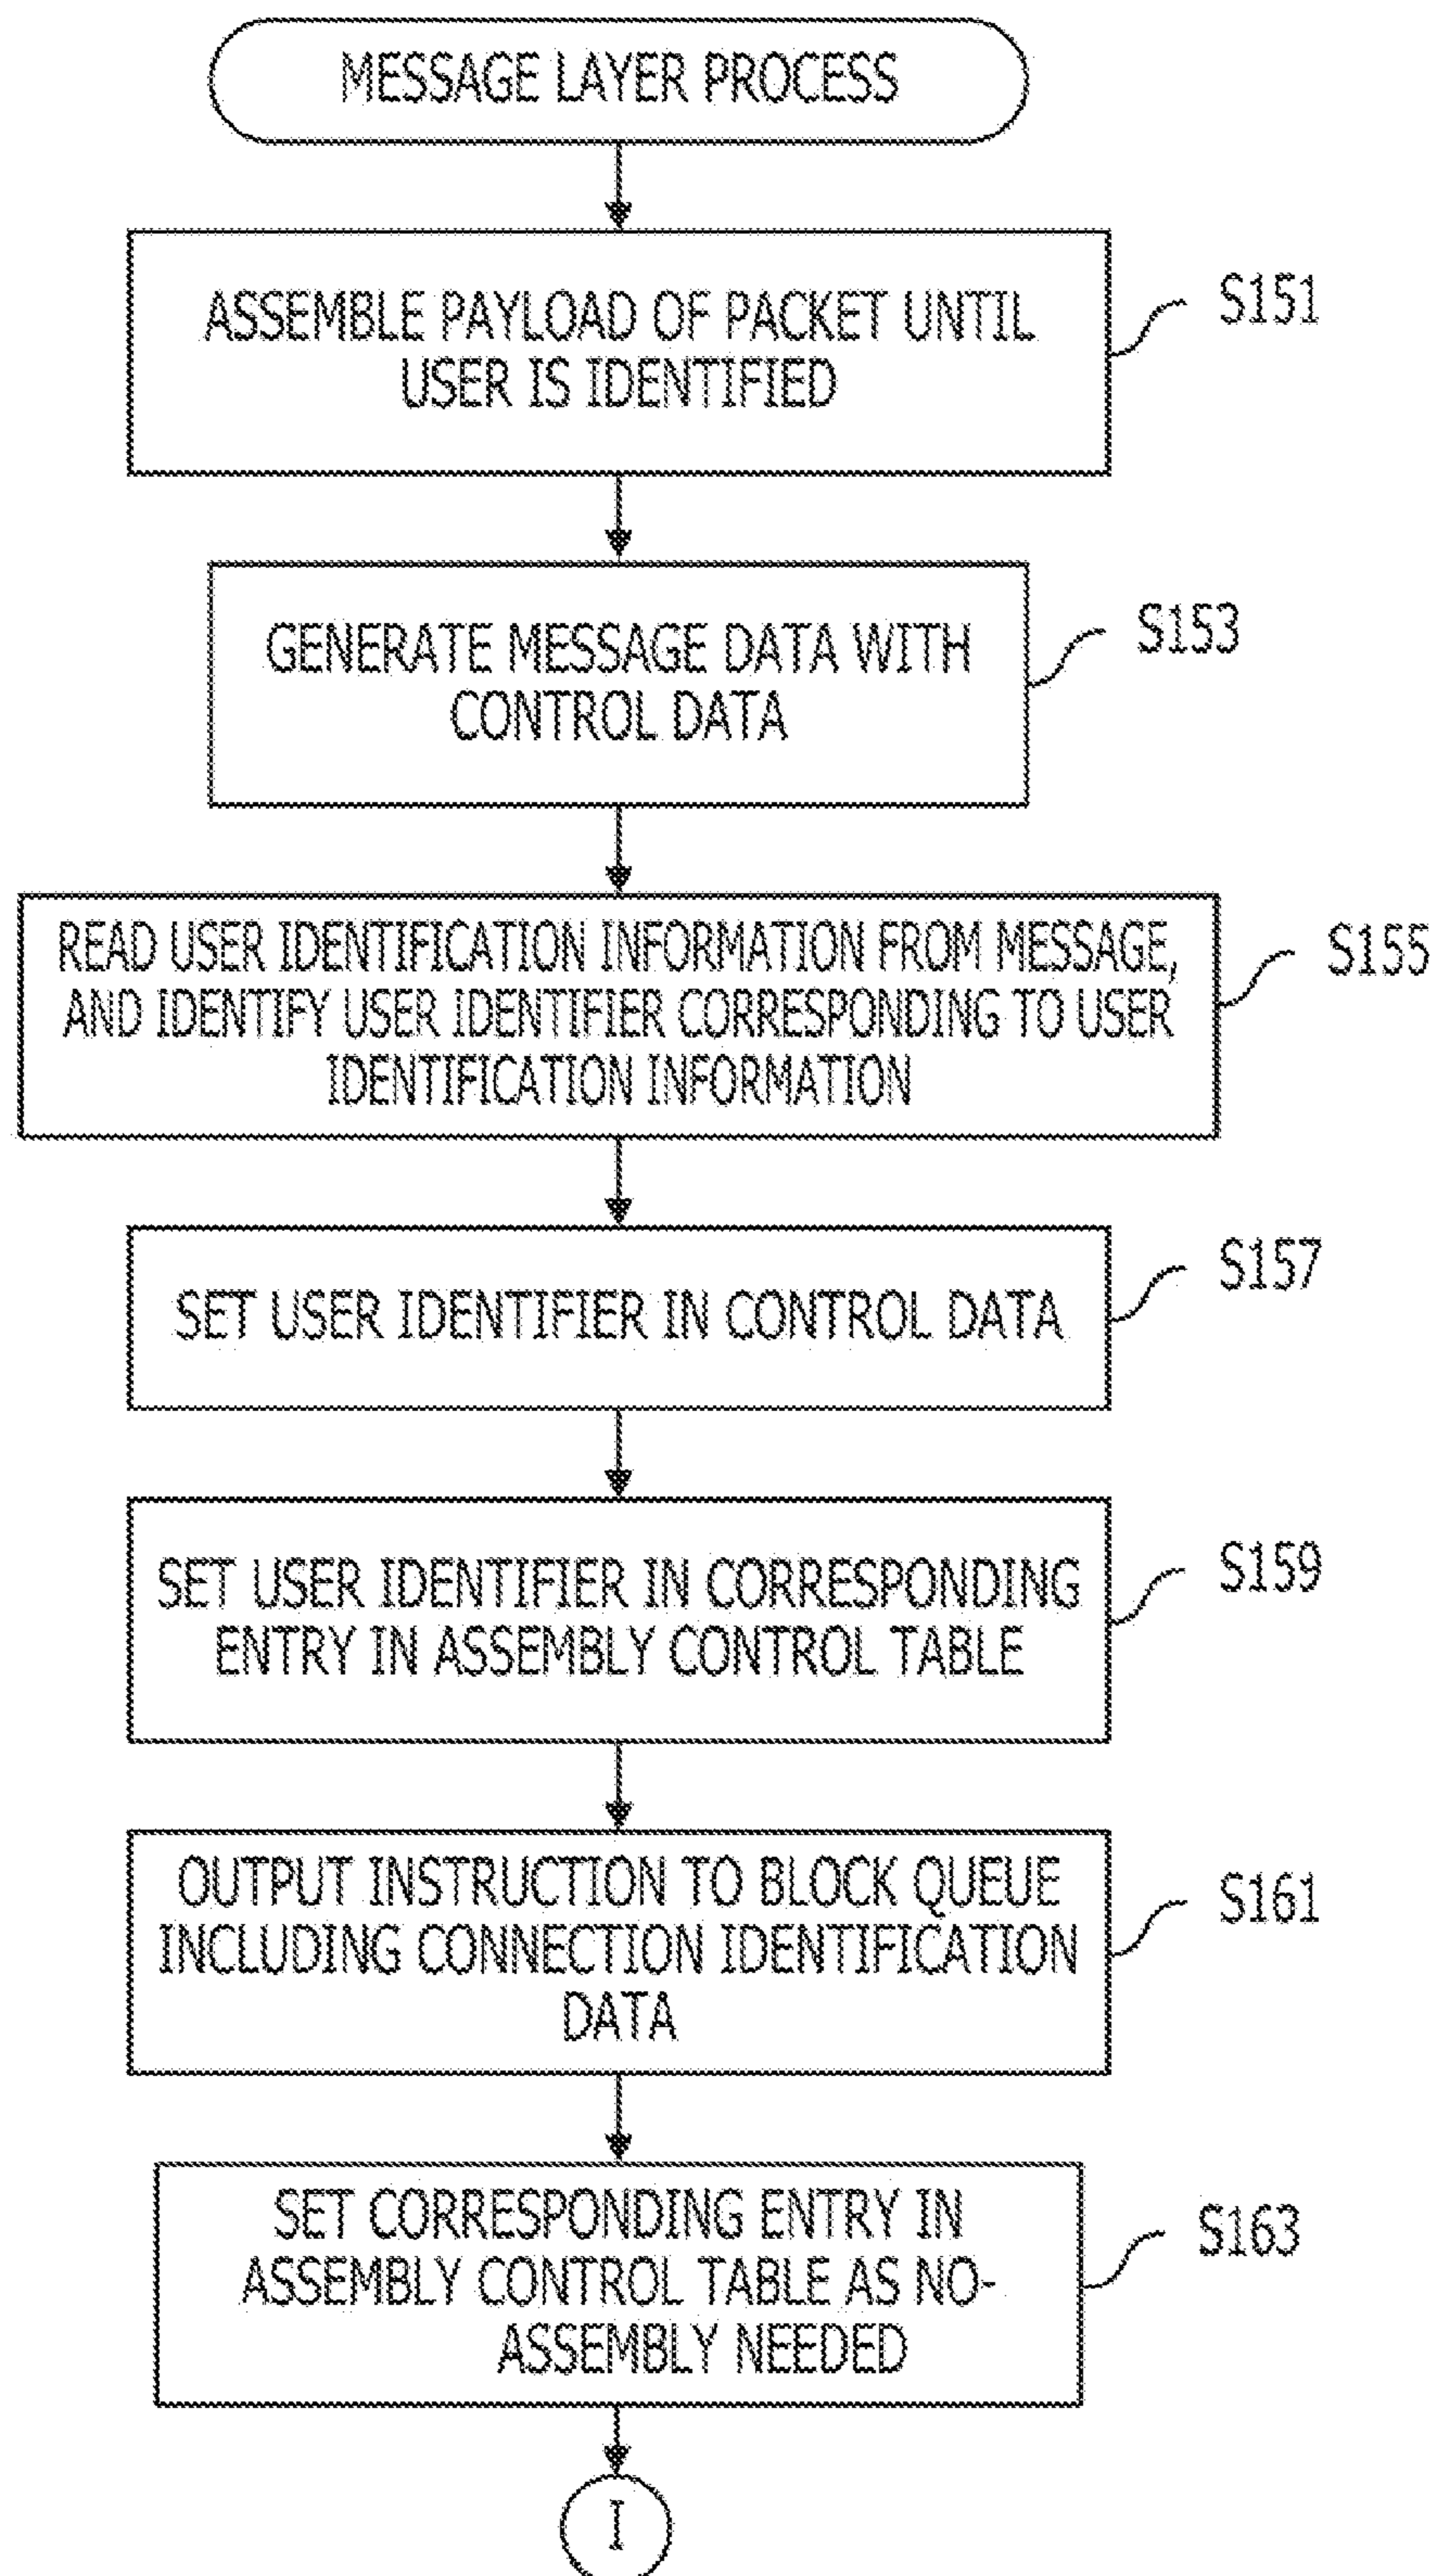 MESSAGE LAYER PROCESS
ASSEMBLE PAYLOAD OF PACKET UNTIL
USER IS IDENTIFIED
S151
GENERATE MESSAGE DATA WITH
CONTROL DATA
S153
READ USER IDENTIFICATION INFORMATION FROM MESSAGE,
AND IDENTIFY USER IDENTIFIER CORRESPONDING TO USER
IDENTIFICATION INFORMATION
S155
SET USER IDENTIFIER IN CONTROL DATA
S157
SET USER IDENTIFIER IN CORRESPONDING
ENTRY IN ASSEMBLY CONTROL TABLE
S159
OUTPUT INSTRUCTION TO BLOCK QUEUE
INCLUDING CONNECTION IDENTIFICATION
DATA
S161
SET CORRESPONDING ENTRY IN
ASSEMBLY CONTROL TABLE AS NO-
ASSEMBLY NEEDED
S163
I